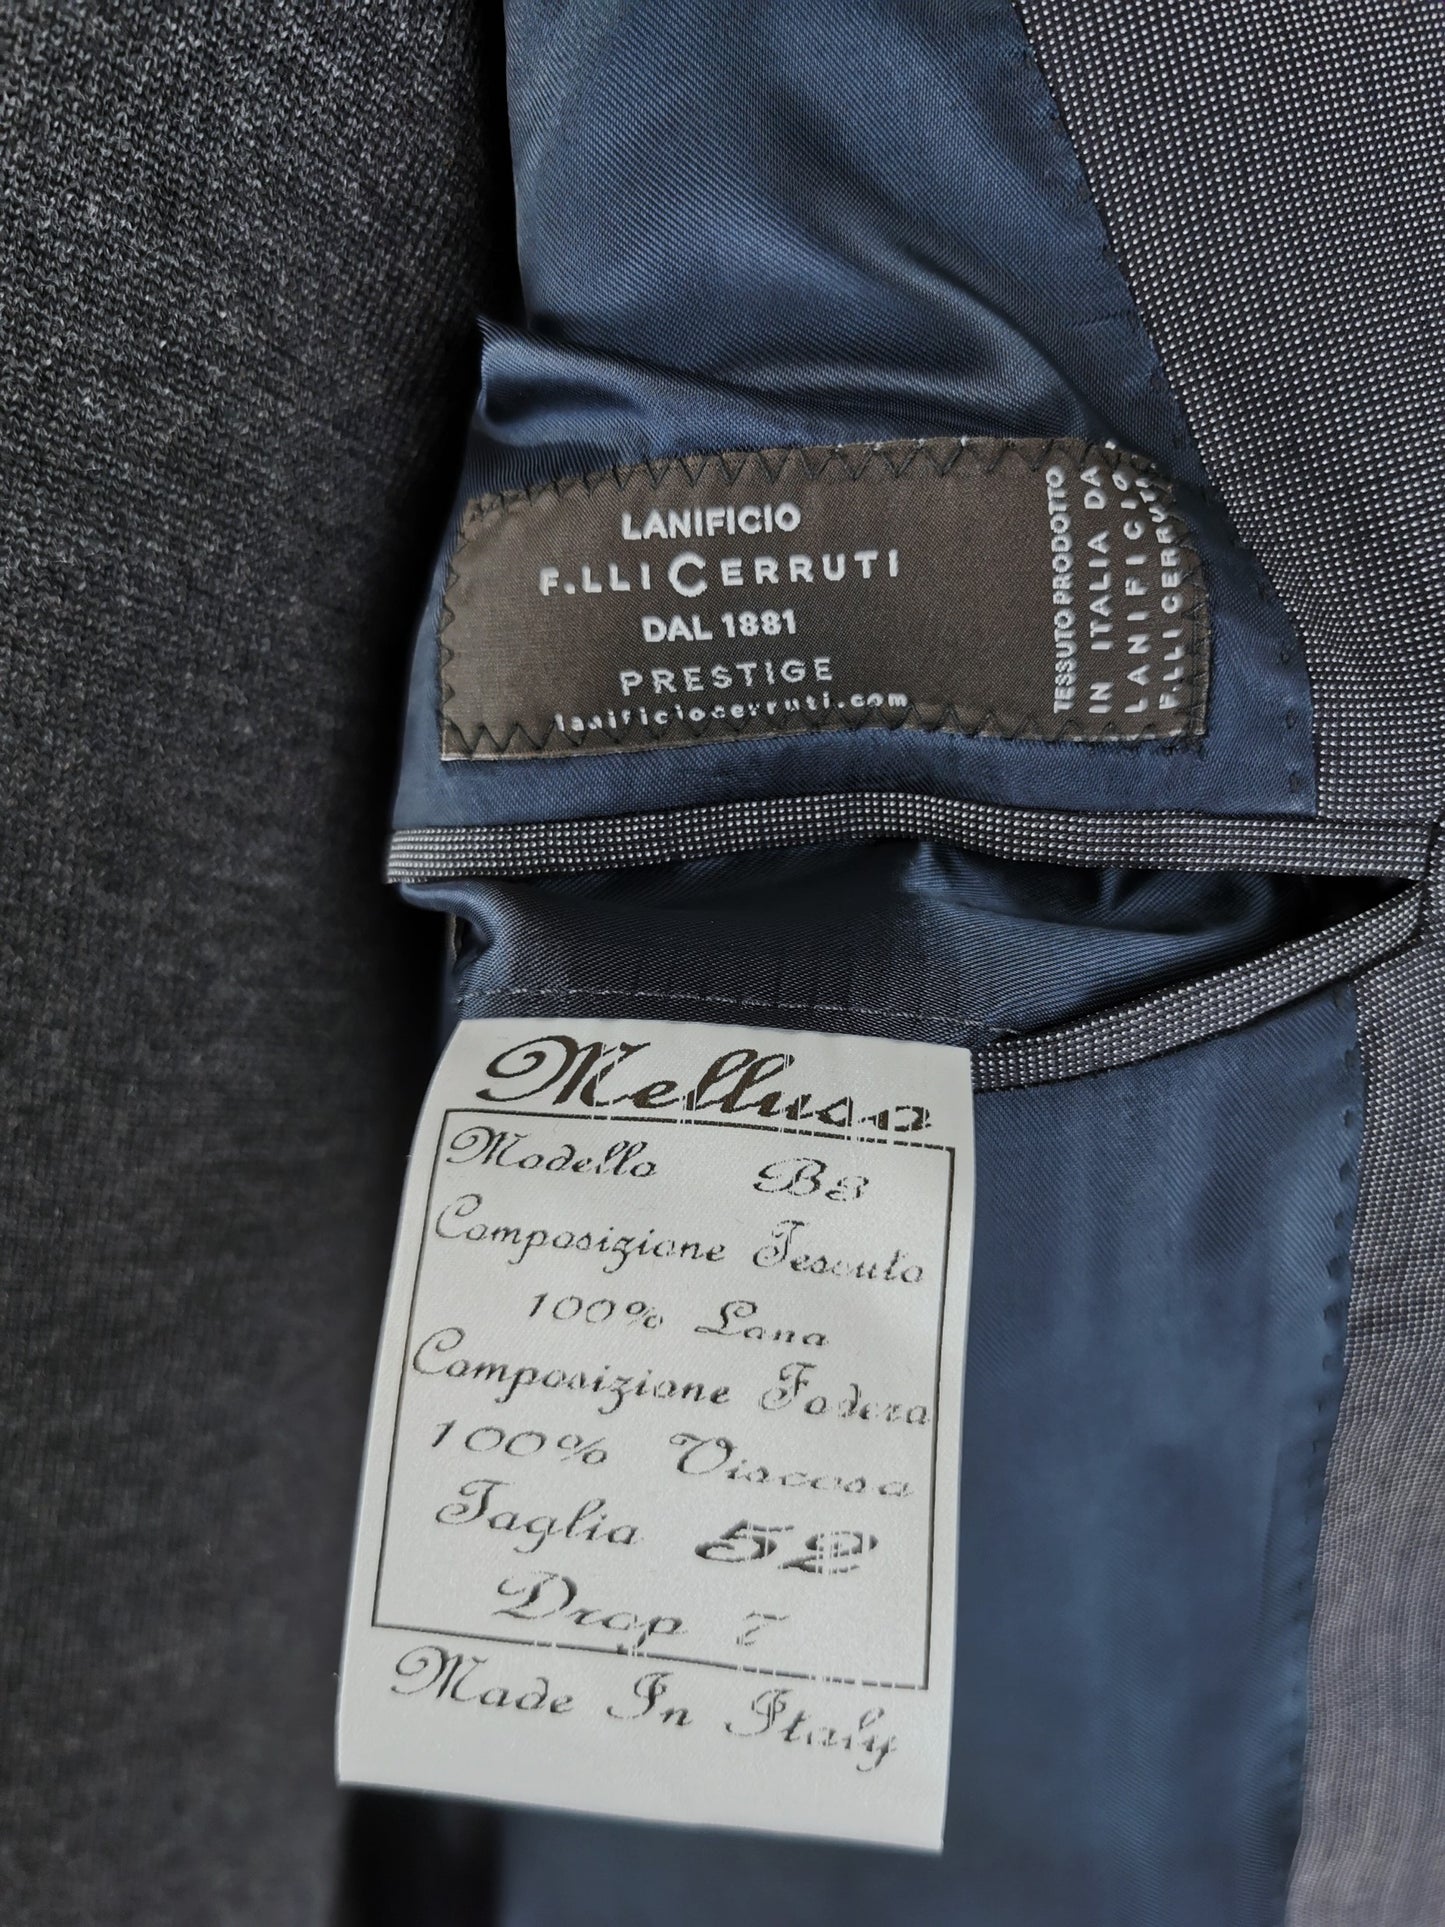 LANIFICIO
F.LLI CERRUTI
DAL 1881
PRESTIGE
lanificiocerruti.com
TESSUTO PRODOTTO
IN ITALIA DA
LANIFICIO
F.LLI CERRUTI
Melluso
Modello B3
Composizione Tessuto
100% Lana
Composizione Fodera
100% Viscosa
Taglia 52
Drop 7
Made In Italy